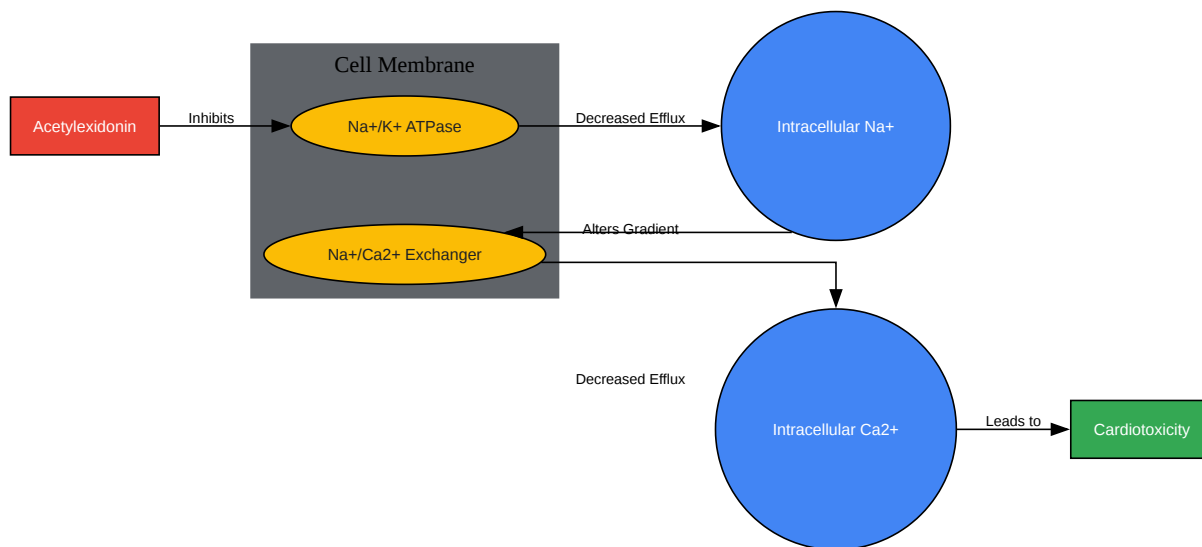 Cell Membrane
Acetylexidonin
Inhibits
Na+/K+ ATPase
Decreased Efflux
Intracellular Na+
Alters Gradient
Na+/Ca2+ Exchanger
Decreased Efflux
Intracellular Ca2+
Leads to
Cardiotoxicity